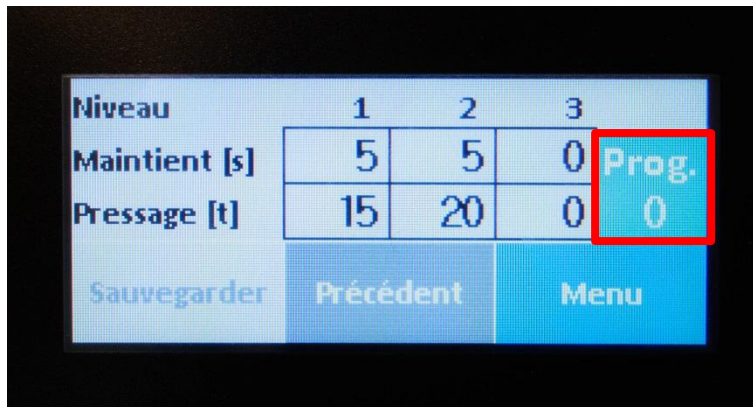 Niveau 1 2 3
Maintient [s] 5 5 0 Prog.
Pressage [t] 15 20 0 0
Sauvegarder Précédent Menu